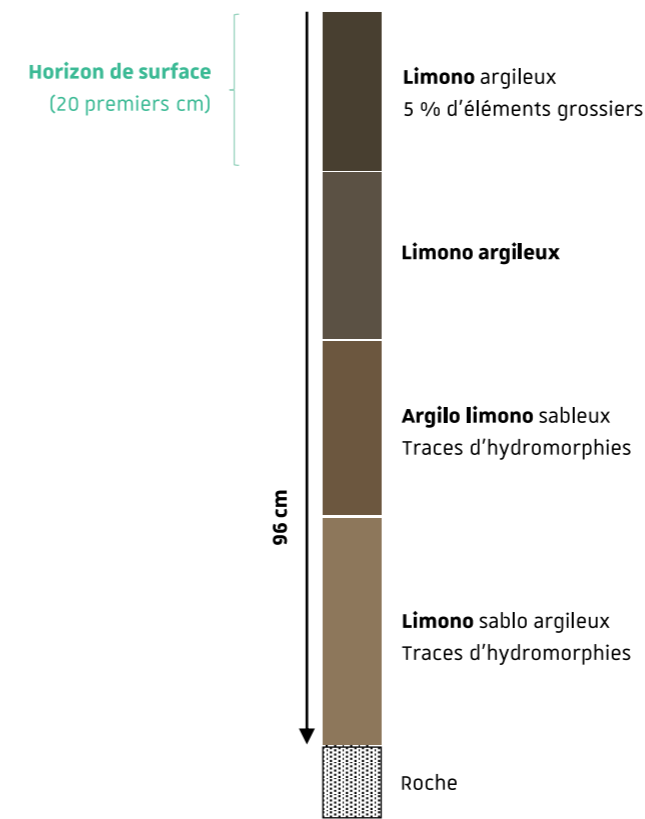 Horizon de surface
(20 premiers cm)
Limono argileux
5 % d'éléments grossiers
Limono argileux
Argilo limono sableux
Traces d'hydromorphies
96 cm
Limono sablo argileux
Traces d'hydromorphies
Roche